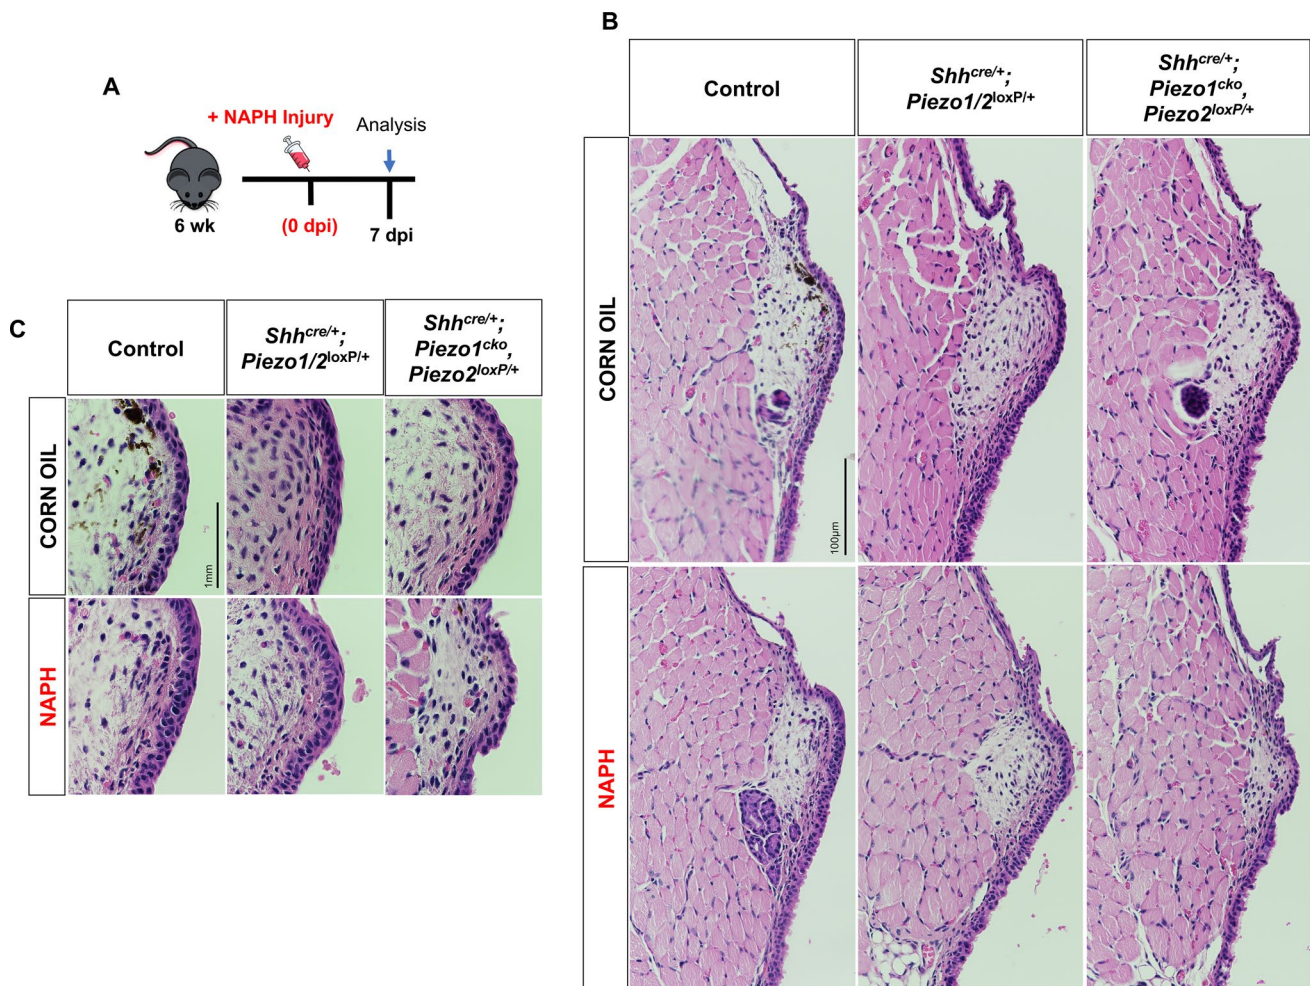 A
+ NAPH Injury
Analysis
6 wk
(0 dpi)
7 dpi
B
Control
Shhcre/+;
Piezo1/2loxP/+
Shhcre/+;
Piezo1cko,
Piezo2loxP/+
CORN OIL
100µm
NAPH
C
Control
Shhcre/+;
Piezo1/2loxP/+
Shhcre/+;
Piezo1cko,
Piezo2loxP/+
CORN OIL
1mm
NAPH